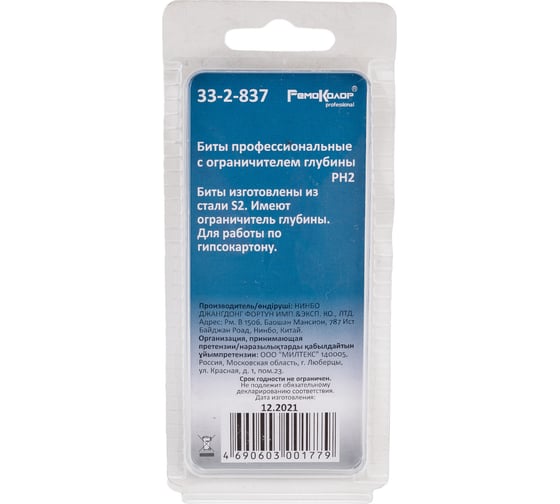 33-2-837 РемоКолор®
professional
Биты профессиональные
с ограничителем глубины
PH2
Биты изготовлены из
стали S2. Имеют
ограничитель глубины.
Для работы по
гипсокартону.
Производитель/өндіруші: НИНБО
ДЖАНГДОНГ ФОРТУН ИМП.&ЭКСП. КО., ЛТД.
Адрес: Рм. В 1506, Баошан Мансион, 787 Ист
Байджан Роад, Нинбо, Китай.
Организация, принимающая
претензии/наразылықтарды қабылдайтын
ұйымпретензии: ООО "МИЛТЕКС" 140005,
Россия, Московская область, г. Люберцы,
ул. Красная, д. 1, пом.23.
Срок годности не ограничен.
Не подлежит обязательному
декларированию соответствия.
Дата изготовления:
12.2021
4 690603 001779